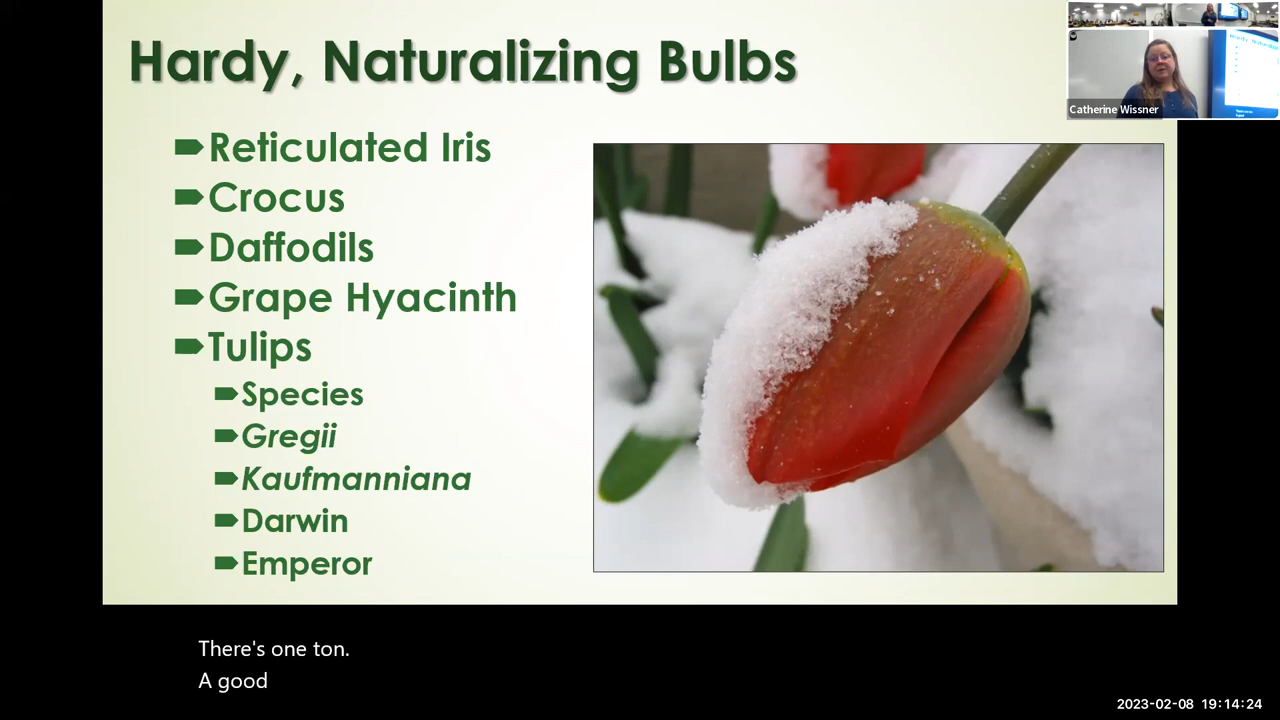 Hardy, Naturalizing Bulbs
Reticulated Iris
Crocus
Daffodils
Grape Hyacinth
Tulips
Species
Gregii
Kaufmanniana
Darwin
Emperor
Catherine Wissner
There's one ton.
A good
2023-02-08 19:14:24